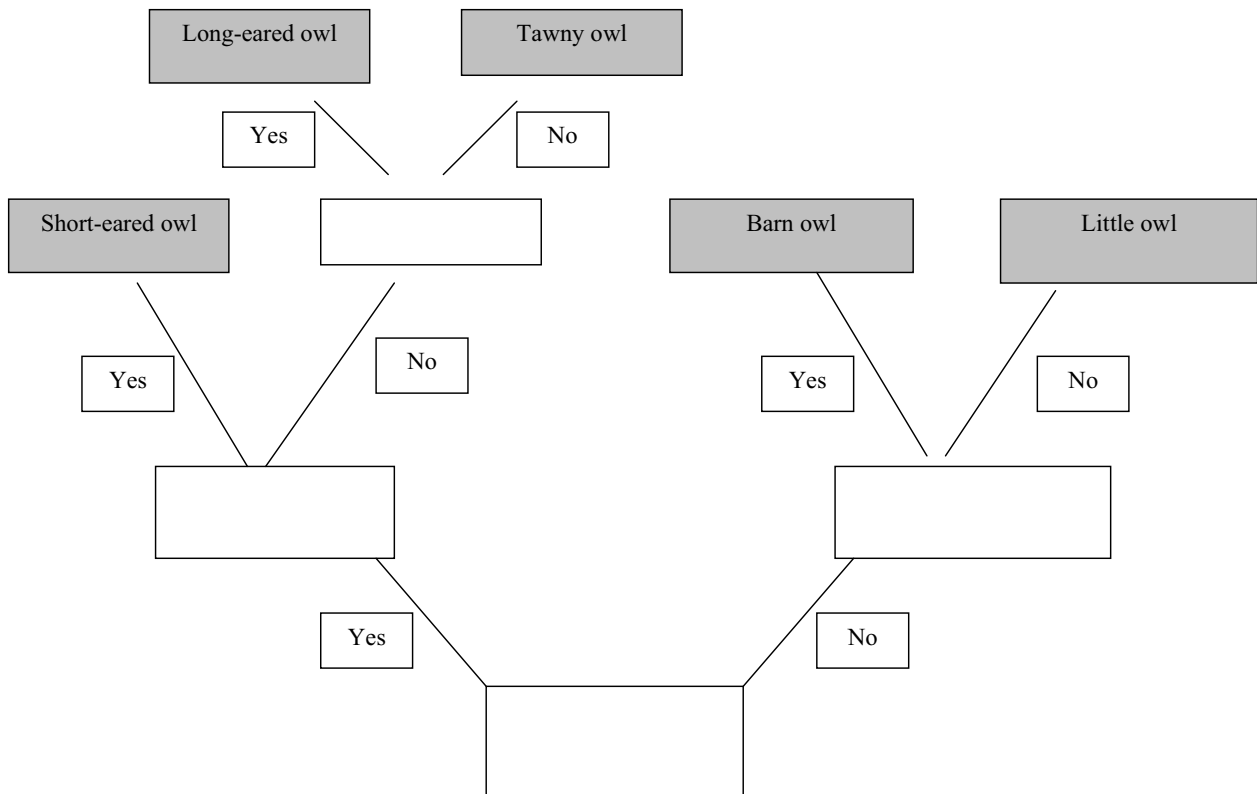 Long-eared owl
Tawny owl
Yes
No
Short-eared owl
Barn owl
Little owl
Yes
No
Yes
No
Yes
No